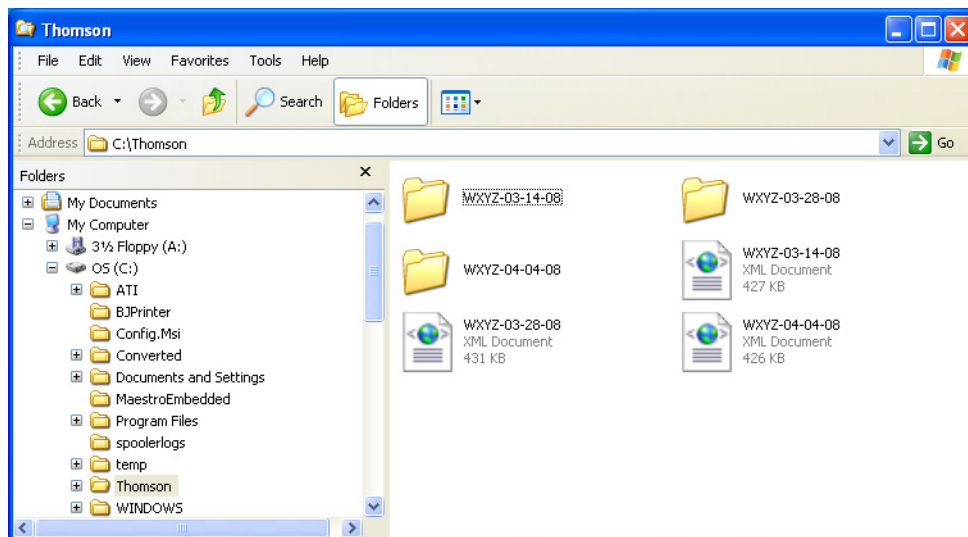 Thomson
File Edit View Favorites Tools Help
Back Search Folders
Address C:\Thomson Go
Folders
My Documents
My Computer
3½ Floppy (A:)
OS (C:)
ATI
BJPrinter
Config.Msi
Converted
Documents and Settings
MaestroEmbedded
Program Files
spoolerlogs
temp
Thomson
WINDOWS
WXYZ-03-14-08
WXYZ-03-28-08
WXYZ-04-04-08
WXYZ-03-14-08
XML Document
427 KB
WXYZ-03-28-08
XML Document
431 KB
WXYZ-04-04-08
XML Document
426 KB